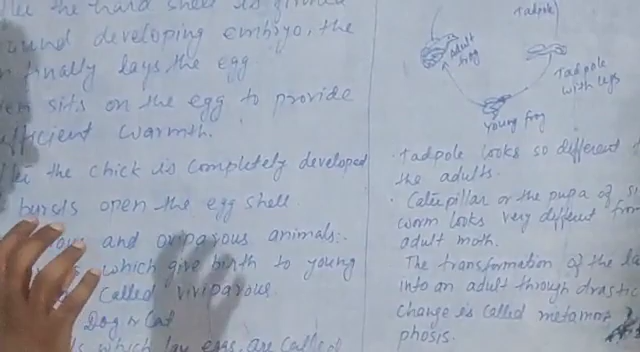 the hard shell is
developing embryo, the
finally lays the egg
sits on the egg to provide
warmth.
the chick is completely developed
bursts open the egg shell.
and oviparous animals:-
which give birth to young
called viviparous.
Dog n Cat
which lay eggs are called
Tadpole
adult frog
Tadpole
with legs
Young frog
. Tadpole looks so different
the adults.
. Caterpillar or the pupa of
worm looks very different from
adult moth.
The transformation of the
into an adult through drastic
change is called metamor
phosis.